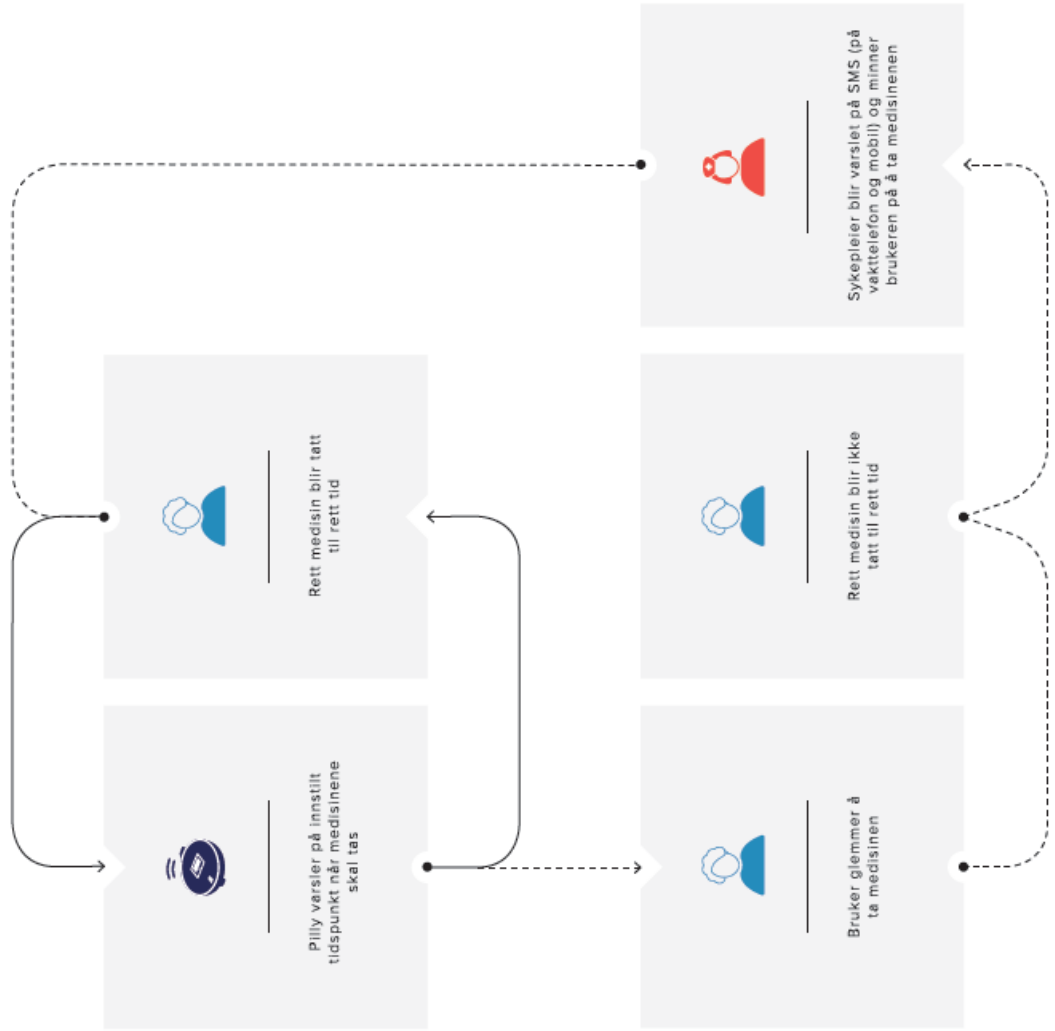 Pilly varsler på innstilt
tidspunkt når medisinene
skal tas
Rett medisin blir tatt
til rett tid
Bruker glemmer å
ta medisinen
Rett medisin blir ikke
tatt til rett tid
Sykepleier blir varslet på SMS (på
vakttelefon og mobil) og minner
brukeren på å ta medisinenen